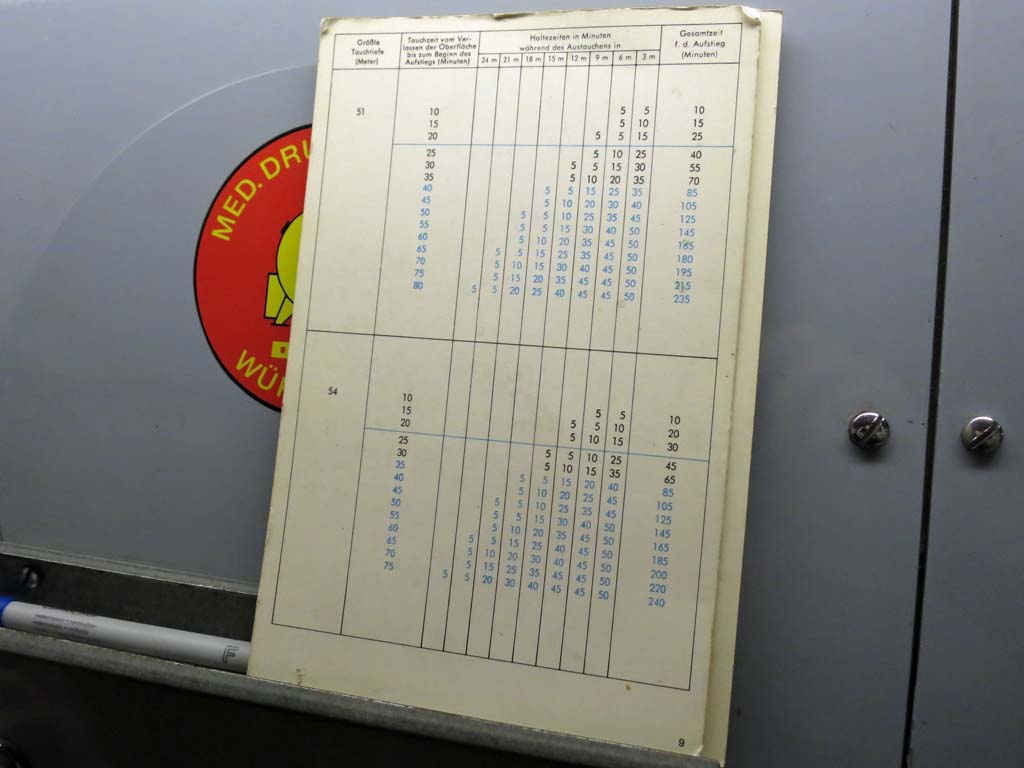 Größte
Tauchtiefe
(Meter)
Tauchzeit vom Ver-
lassen der Oberfläche
bis zum Beginn des
Aufstiegs (Minuten)
Haltezeiten in Minuten
während des Austauchens in
24 m 21 m 18 m 15 m 12 m 9 m 6 m 3 m
Gesamtzeit
f. d. Aufstieg
(Minuten)
51 10 5 5 10
15 5 10 15
20 5 5 15 25
25 5 10 25 40
30 5 5 15 30 55
35 5 10 20 35 70
40 5 5 15 25 35 85
45 5 10 20 30 40 105
50 5 5 10 25 35 45 125
55 5 5 15 30 40 50 145
60 5 10 20 35 45 50 165
65 5 5 15 25 35 45 50 180
70 5 10 15 30 40 45 50 195
75 5 15 20 35 45 45 50 215
80 5 5 20 25 40 45 45 50 235
54 10 5 5 10
15 5 5 10 20
20 5 10 15 30
25 5 5 10 25 45
30 5 10 15 35 65
35 5 5 15 20 40 85
40 5 10 20 25 45 105
45 5 5 10 25 35 45 125
50 5 5 15 30 40 50 145
55 5 10 20 35 45 50 165
60 5 5 15 25 40 45 50 185
65 5 10 20 30 40 45 50 200
70 5 15 25 35 45 45 50 220
75 5 5 20 30 40 45 45 50 240
9
MED. DRU
WÜR